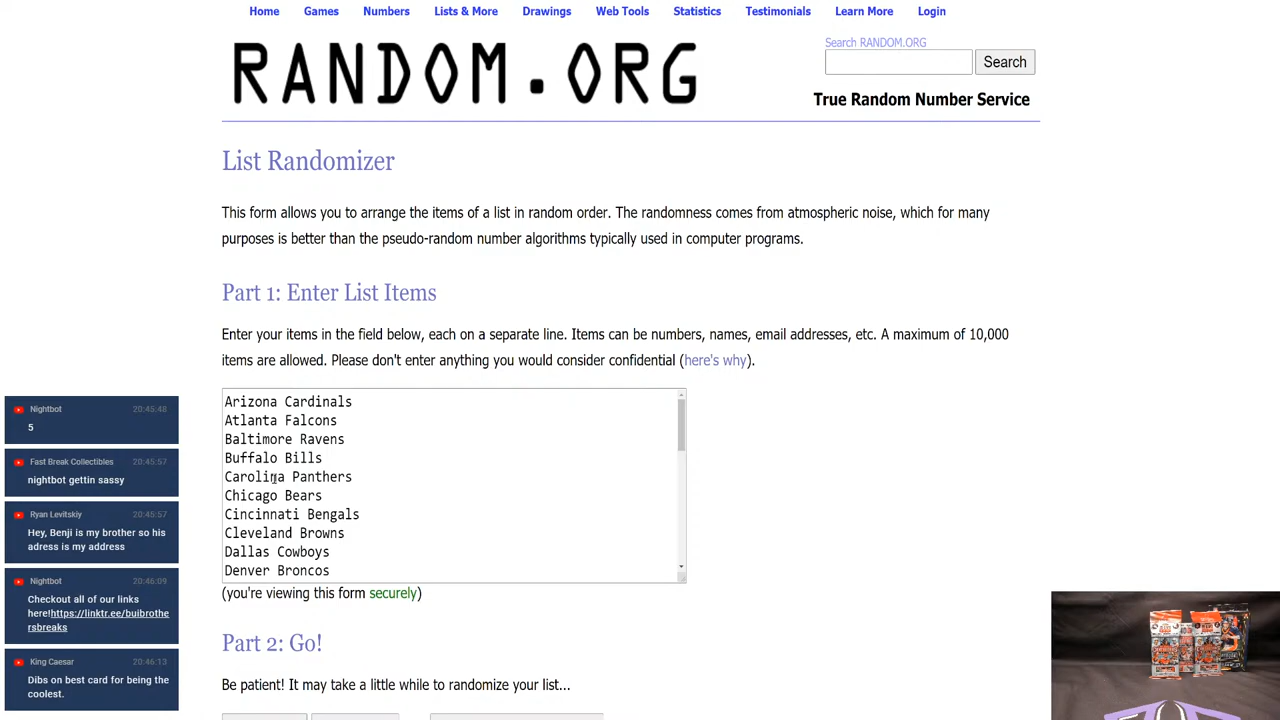 Home Games Numbers Lists & More Drawings Web Tools Statistics Testimonials Learn More Login
RANDOM.ORG
Search RANDOM.ORG
Search
True Random Number Service
List Randomizer
This form allows you to arrange the items of a list in random order. The randomness comes from atmospheric noise, which for many
purposes is better than the pseudo-random number algorithms typically used in computer programs.
Part 1: Enter List Items
Enter your items in the field below, each on a separate line. Items can be numbers, names, email addresses, etc. A maximum of 10,000
items are allowed. Please don't enter anything you would consider confidential (here's why).
Arizona Cardinals
Atlanta Falcons
Baltimore Ravens
Buffalo Bills
Carolina Panthers
Chicago Bears
Cincinnati Bengals
Cleveland Browns
Dallas Cowboys
Denver Broncos
(you're viewing this form securely)
Part 2: Go!
Be patient! It may take a little while to randomize your list...
Nightbot 20:45:48
5
Fast Break Collectibles 20:45:57
nightbot gettin sassy
Ryan Levitskiy 20:45:57
Hey, Benji is my brother so his
adress is my address
Nightbot 20:46:09
Checkout all of our links
here!https://linktr.ee/buibrothe
rsbreaks
King Caesar 20:46:13
Dibs on best card for being the
coolest.